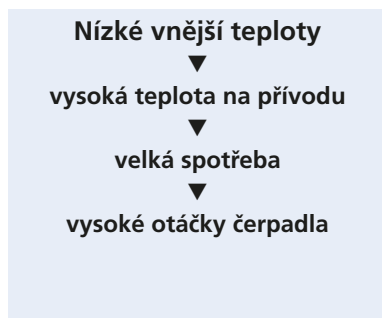 Nízké vnější teploty
▼
vysoká teplota na přívodu
▼
velká spotřeba
▼
vysoké otáčky čerpadla